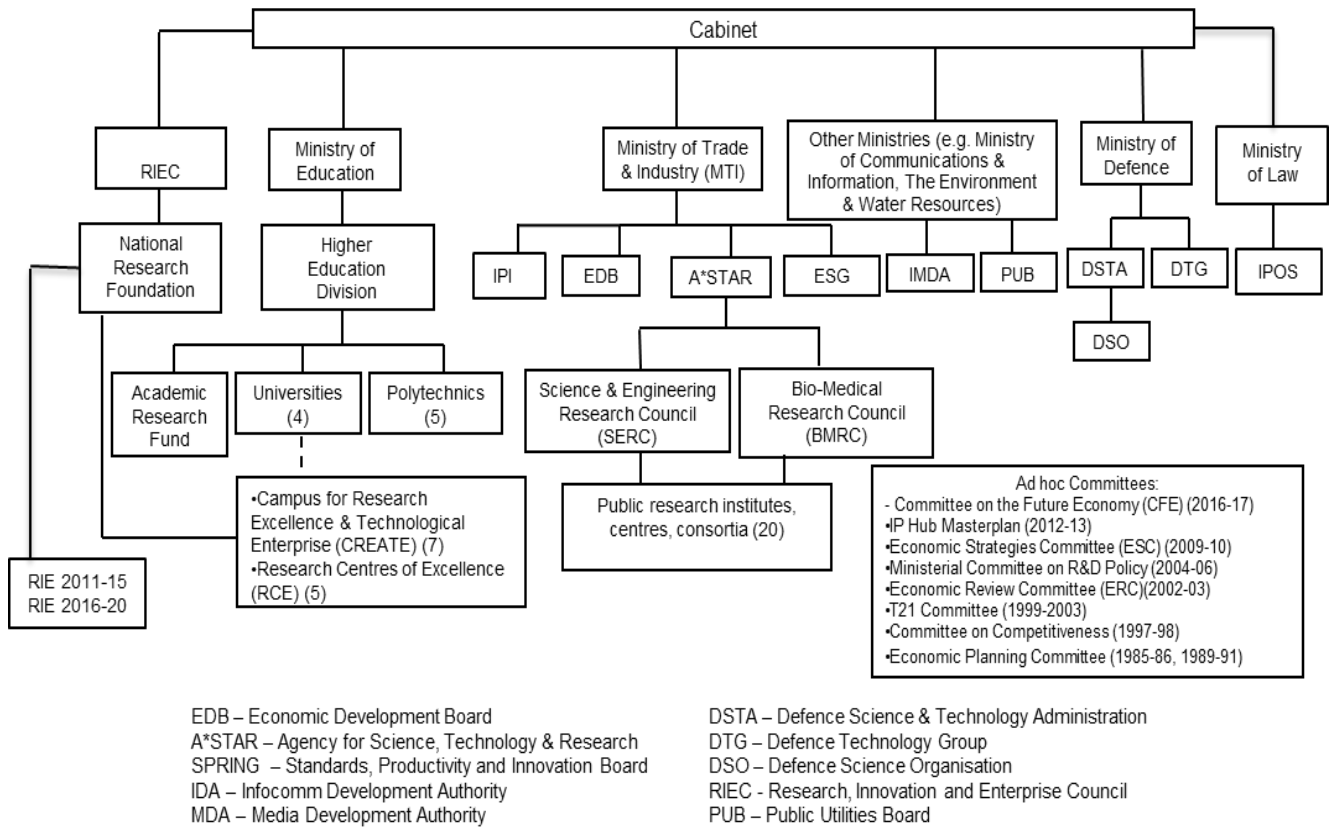 Cabinet
RIEC
Ministry of
Education
Ministry of Trade
& Industry (MTI)
Other Ministries (e.g. Ministry
of Communications &
Information, The Environment
& Water Resources)
Ministry
of Defence
Ministry
of Law
National
Research
Foundation
Higher
Education
Division
IPI
EDB
A*STAR
ESG
IMDA
PUB
DSTA
DTG
IPOS
DSO
Academic
Research
Fund
Universities
(4)
Polytechnics
(5)
Science & Engineering
Research Council
(SERC)
Bio-Medical
Research Council
(BMRC)
•Campus for Research
Excellence & Technological
Enterprise (CREATE) (7)
•Research Centres of Excellence
(RCE) (5)
Public research institutes,
centres, consortia (20)
RIE 2011-15
RIE 2016-20
Ad hoc Committees:
- Committee on the Future Economy (CFE) (2016-17)
•IP Hub Masterplan (2012-13)
•Economic Strategies Committee (ESC) (2009-10)
•Ministerial Committee on R&D Policy (2004-06)
•Economic Review Committee (ERC)(2002-03)
•T21 Committee (1999-2003)
•Committee on Competitiveness (1997-98)
•Economic Planning Committee (1985-86, 1989-91)
EDB – Economic Development Board
A*STAR – Agency for Science, Technology & Research
SPRING – Standards, Productivity and Innovation Board
IDA – Infocomm Development Authority
MDA – Media Development Authority
DSTA – Defence Science & Technology Administration
DTG – Defence Technology Group
DSO – Defence Science Organisation
RIEC - Research, Innovation and Enterprise Council
PUB – Public Utilities Board